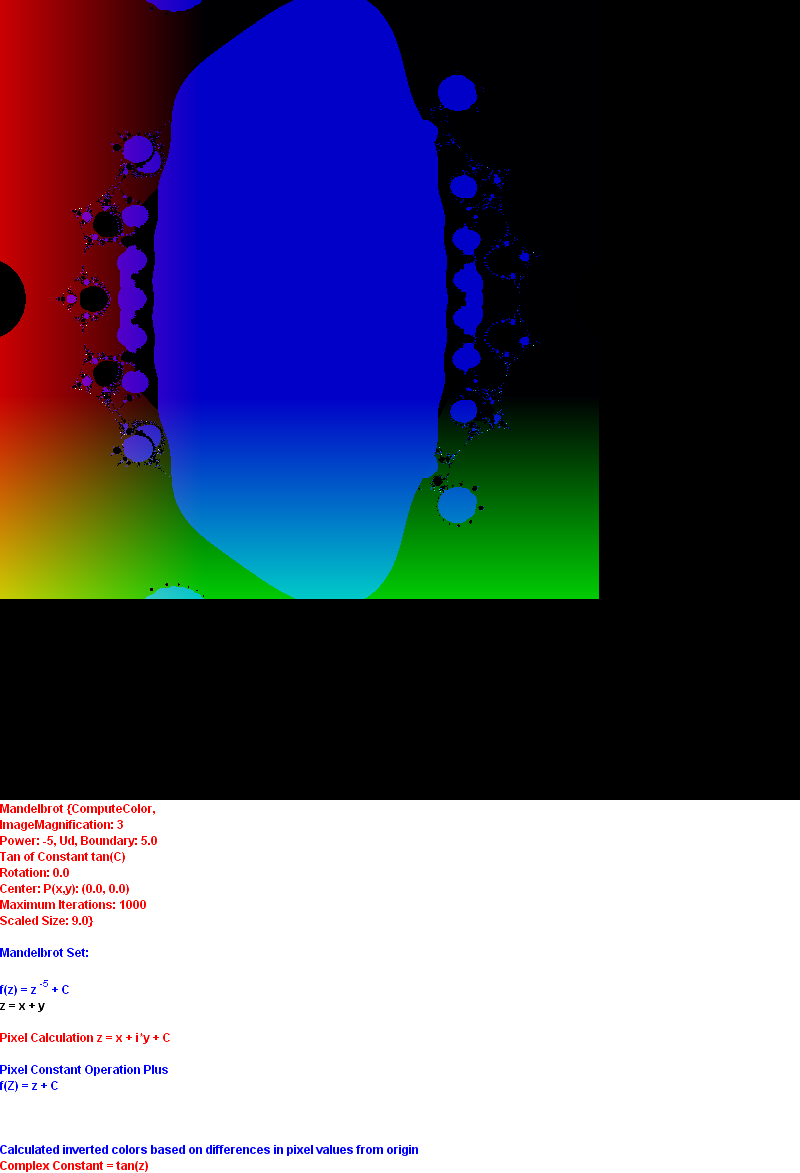 Mandelbrot {ComputeColor,
ImageMagnification: 3
Power: -5, Ud, Boundary: 5.0
Tan of Constant tan(C)
Rotation: 0.0
Center: P(x,y): (0.0, 0.0)
Maximum Iterations: 1000
Scaled Size: 9.0}
Mandelbrot Set:
f(z) = z -5 + C
z = x + y
Pixel Calculation z = x + i*y + C
Pixel Constant Operation Plus
f(Z) = z + C
Calculated inverted colors based on differences in pixel values from origin
Complex Constant = tan(z)